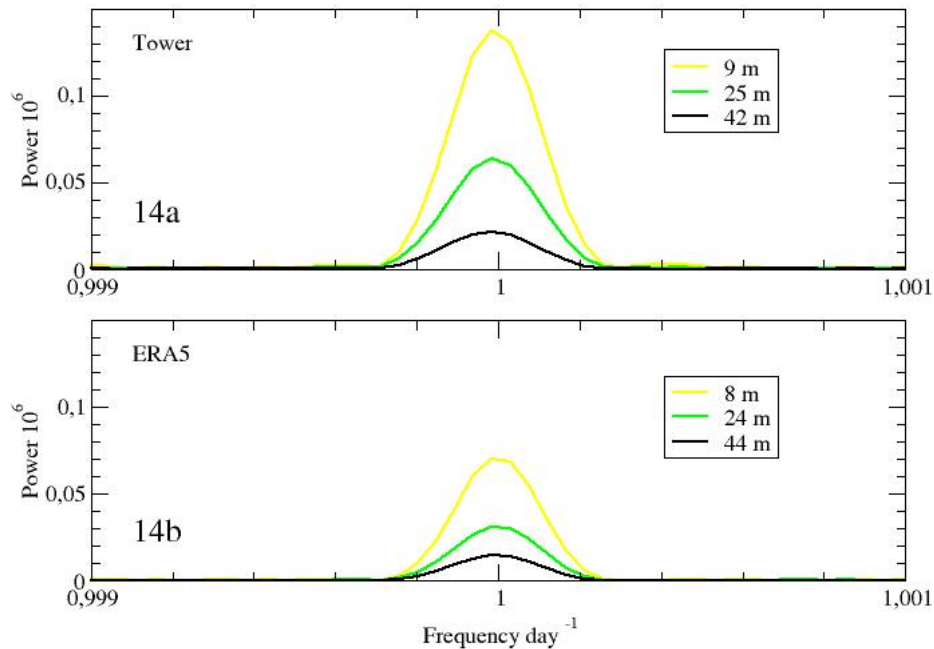 Tower
9 m
25 m
42 m
0,1
0,05
0
Power 10^6
14a
0,999
1
1,001
ERA5
8 m
24 m
44 m
0,1
0,05
0
Power 10^6
14b
0,999
1
1,001
Frequency day ^-1